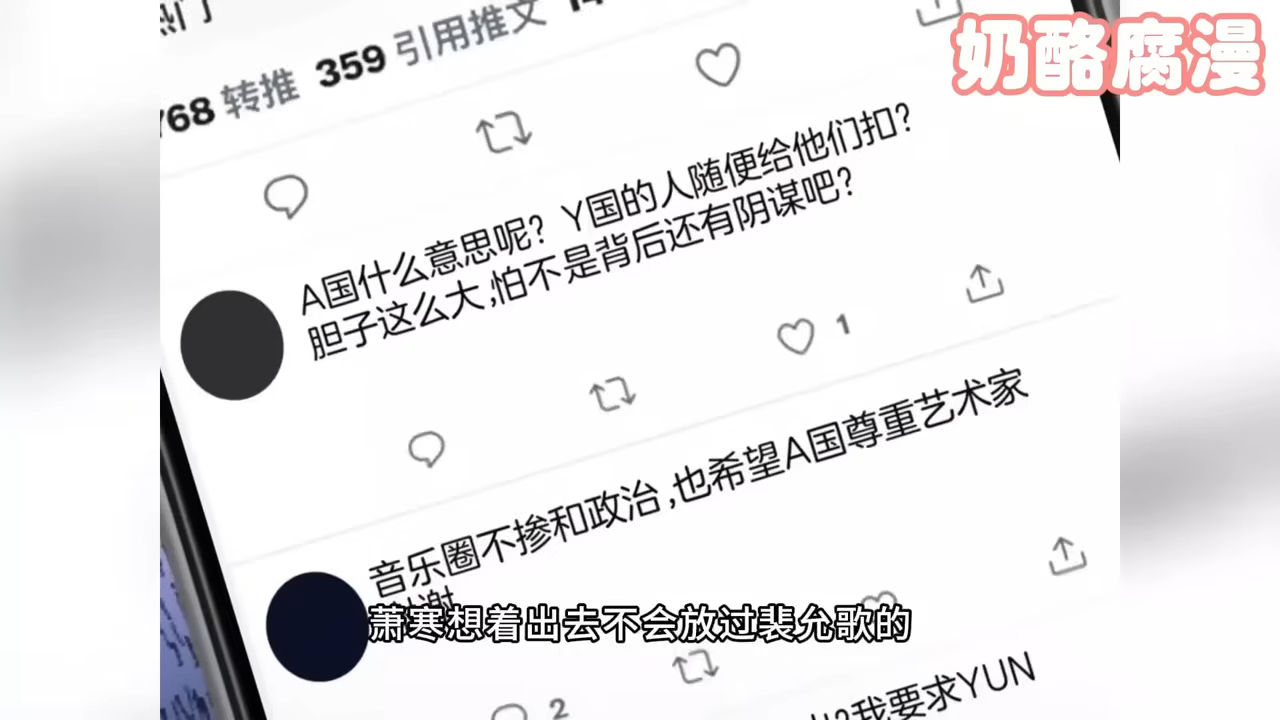 热门
奶酪腐漫
768 转推 359 引用推文
A国什么意思呢？Y国的人随便给他们扣？
胆子这么大,怕不是背后还有阴谋吧？
1
音乐圈不掺和政治,也希望A国尊重艺术家
谢
萧寒想着出去不会放过裴允歌的
2
我要求YUN